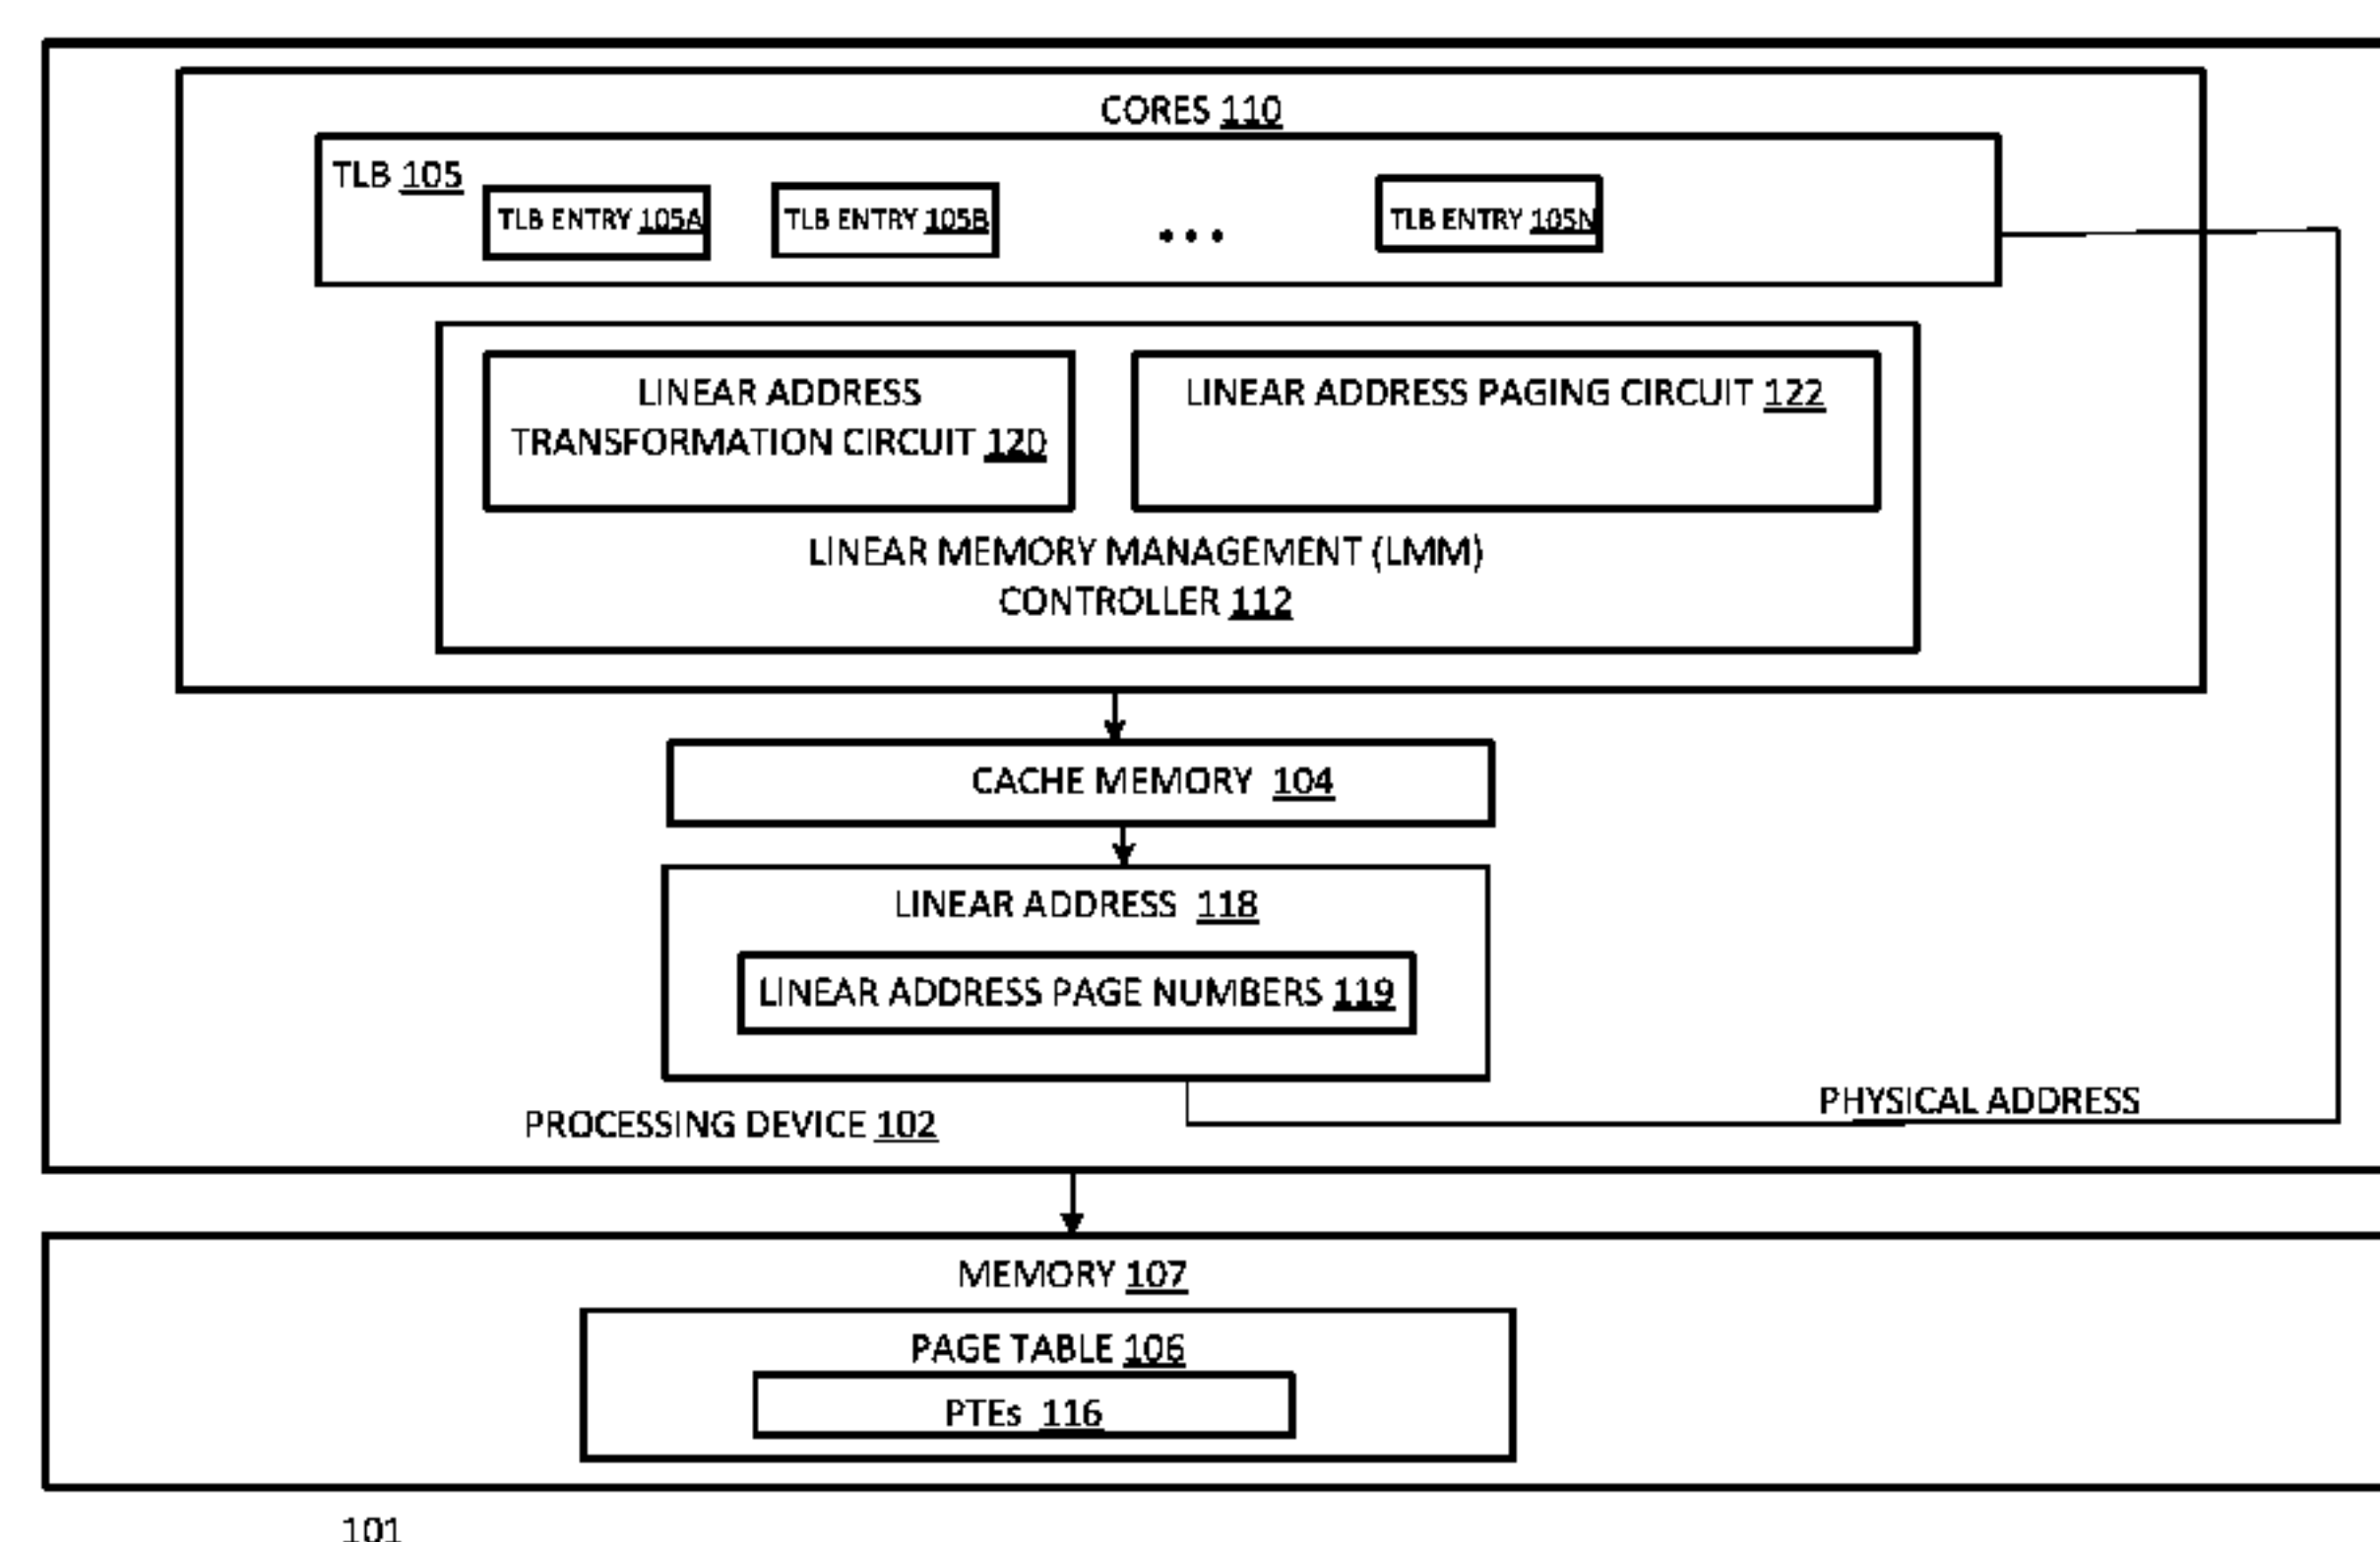 CORES 110
TLB 105
TLB ENTRY 105A
TLB ENTRY 105B
...
TLB ENTRY 105N
LINEAR ADDRESS
TRANSFORMATION CIRCUIT 120
LINEAR ADDRESS PAGING CIRCUIT 122
LINEAR MEMORY MANAGEMENT (LMM)
CONTROLLER 112
CACHE MEMORY 104
LINEAR ADDRESS 118
LINEAR ADDRESS PAGE NUMBERS 119
PHYSICAL ADDRESS
PROCESSING DEVICE 102
MEMORY 107
PAGE TABLE 106
PTEs 116
101